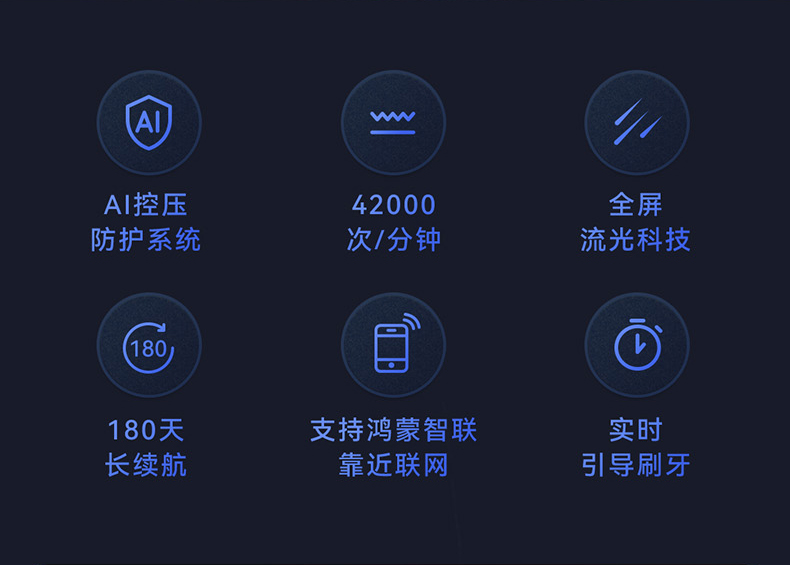 AI
AI控压
防护系统
42000
次/分钟
全屏
流光科技
180
180天
长续航
支持鸿蒙智联
靠近联网
实时
引导刷牙